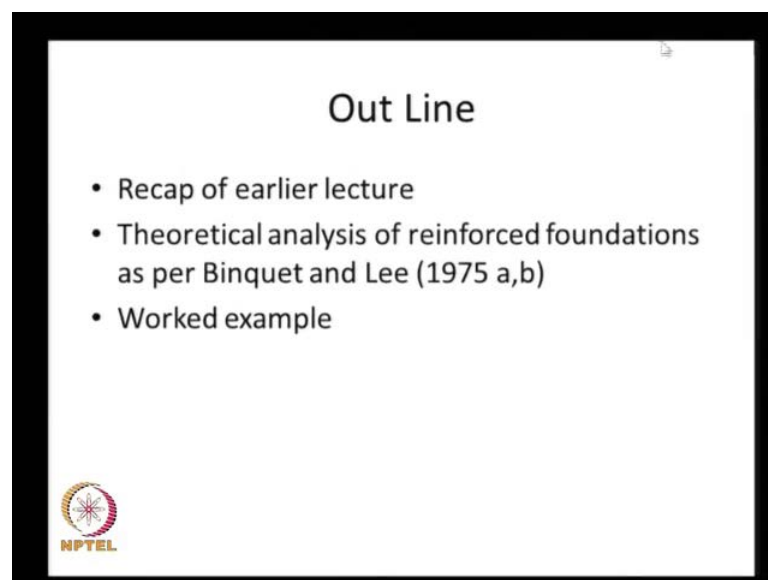 Out Line
• Recap of earlier lecture
• Theoretical analysis of reinforced foundations
as per Binquet and Lee (1975 a,b)
• Worked example
NPTEL